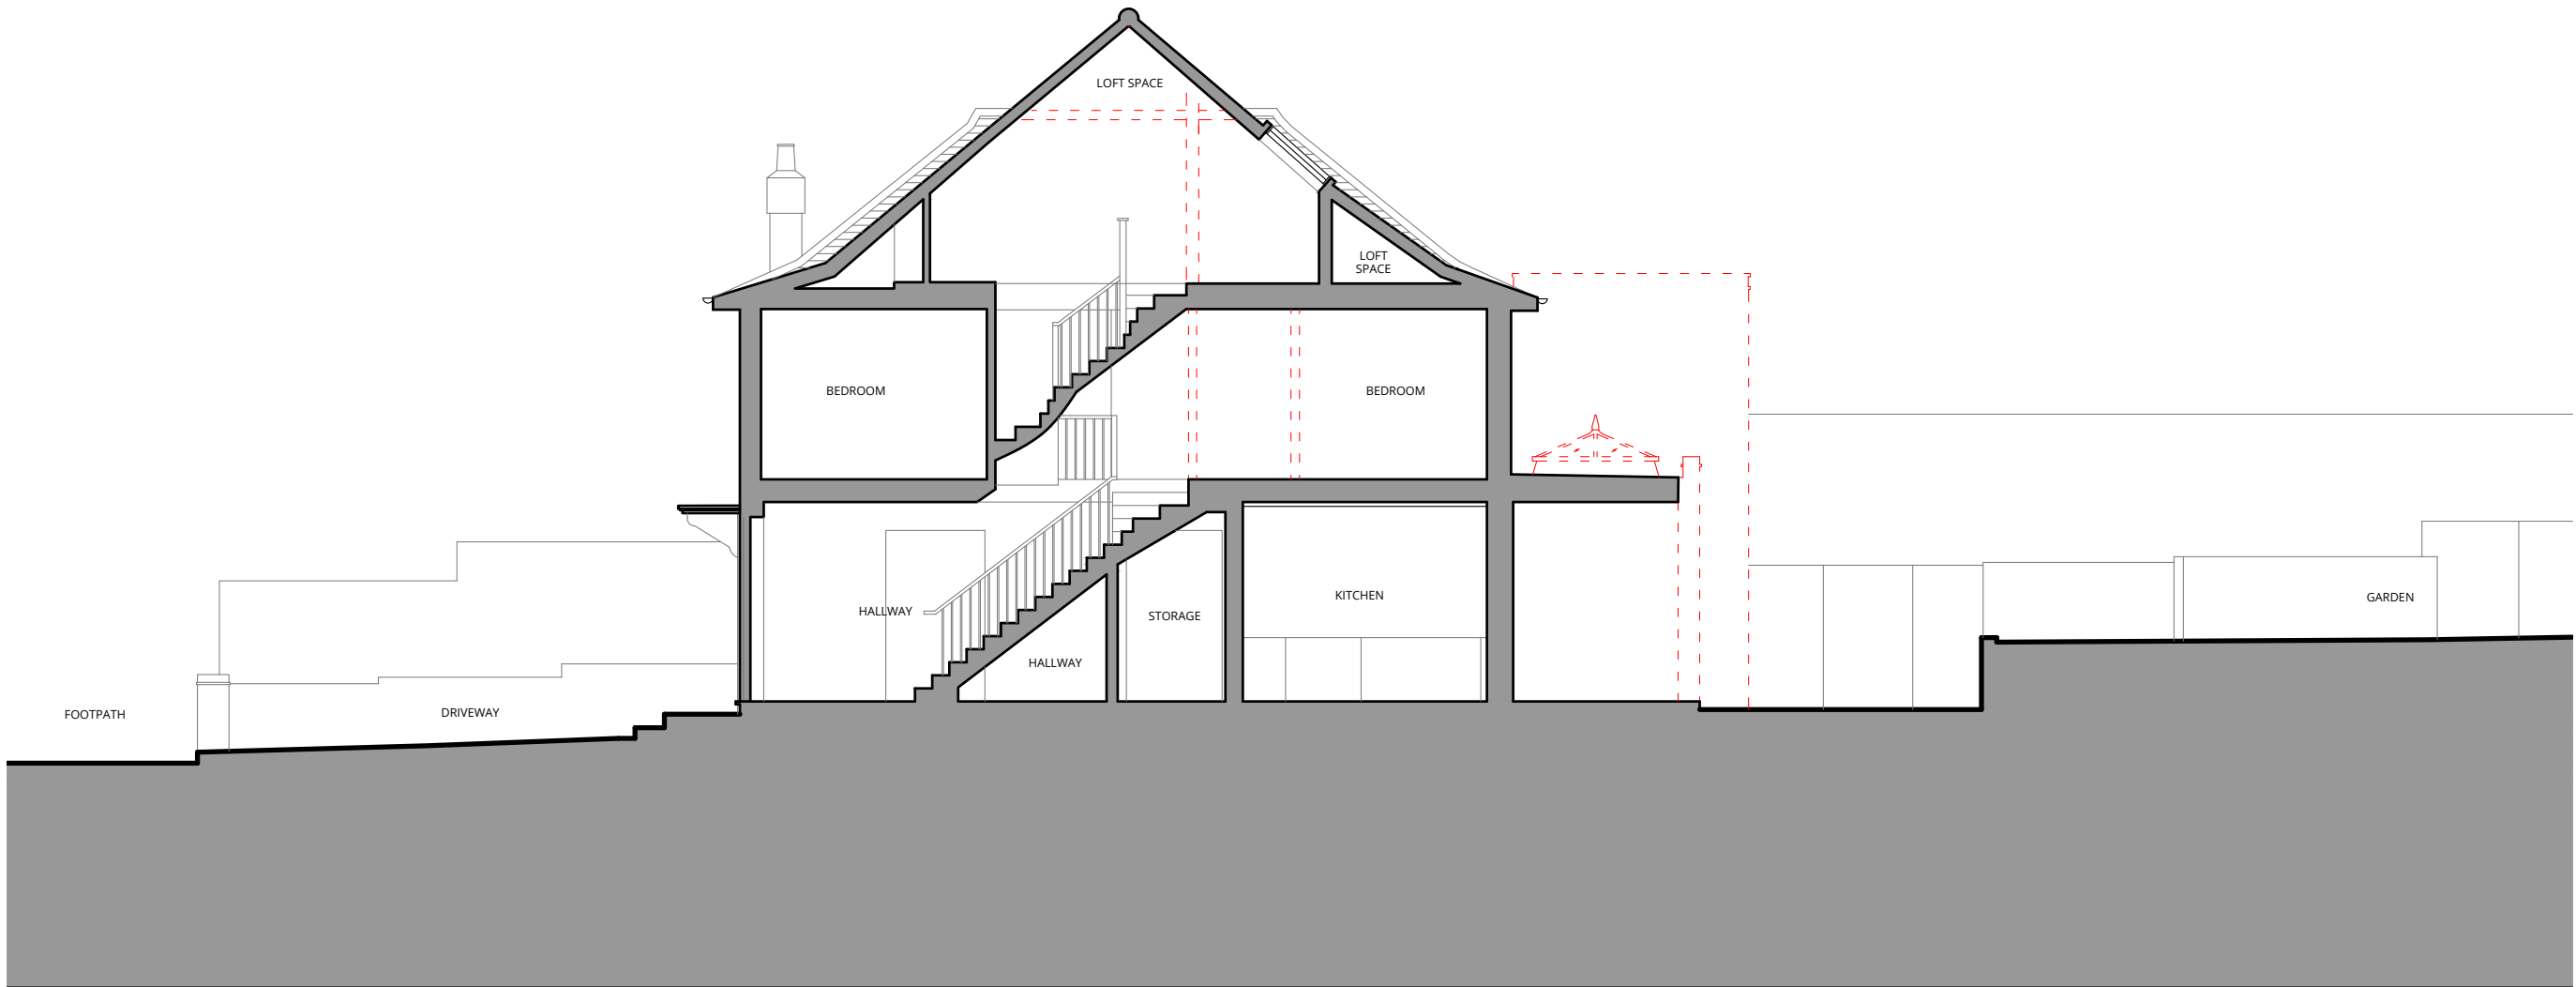 LOFT SPACE
LOFT
SPACE
BEDROOM
BEDROOM
HALLWAY
STORAGE
KITCHEN
GARDEN
HALLWAY
FOOTPATH
DRIVEWAY